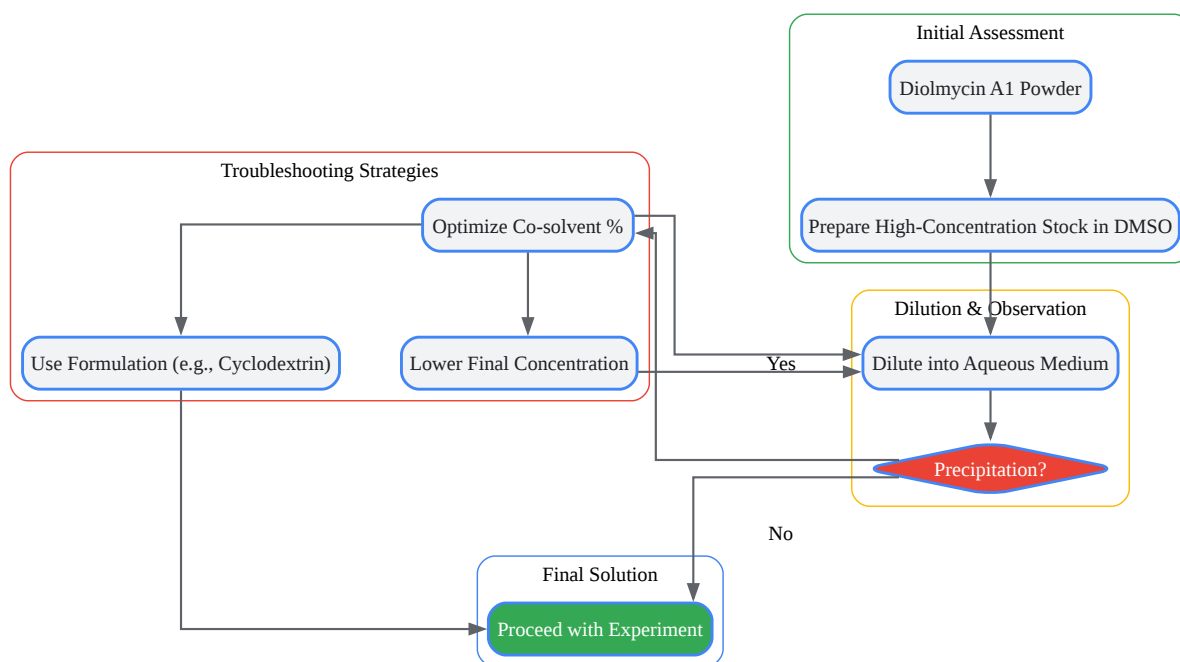 Initial Assessment
Diolmycin A1 Powder
Troubleshooting Strategies
Optimize Co-solvent %
Prepare High-Concentration Stock in DMSO
Dilution & Observation
Use Formulation (e.g., Cyclodextrin)
Lower Final Concentration
Yes
Dilute into Aqueous Medium
Precipitation?
No
Final Solution
Proceed with Experiment